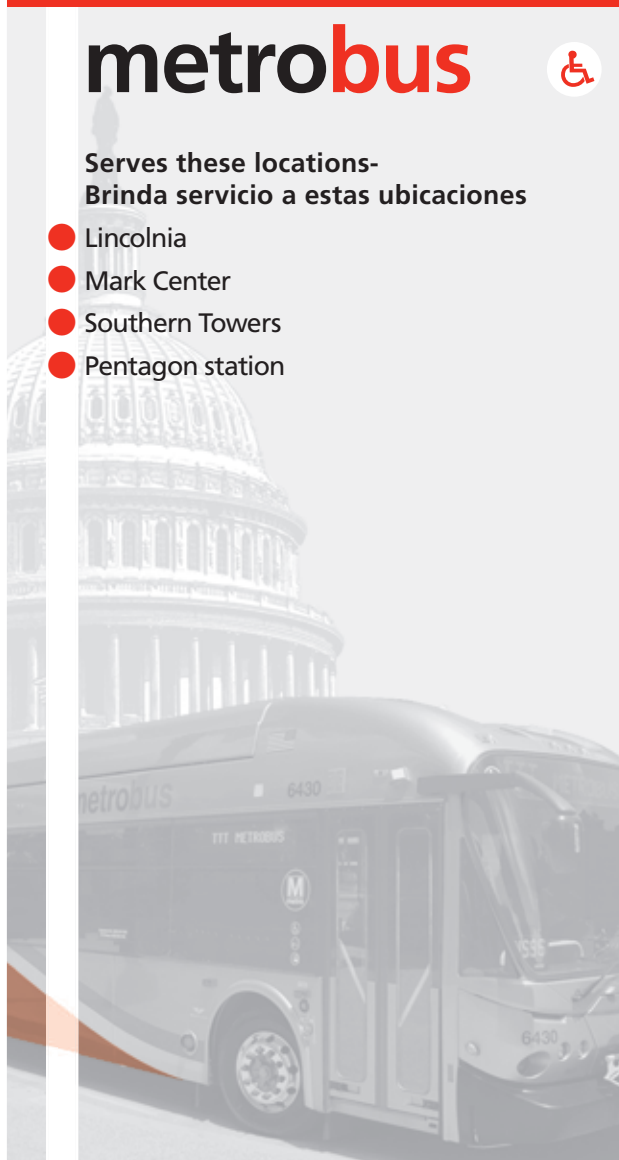 metrobus
Serves these locations-
Brinda servicio a estas ubicaciones
Lincolnia
Mark Center
Southern Towers
Pentagon station
metrobus
6430
TYT METROBUS
M
6430